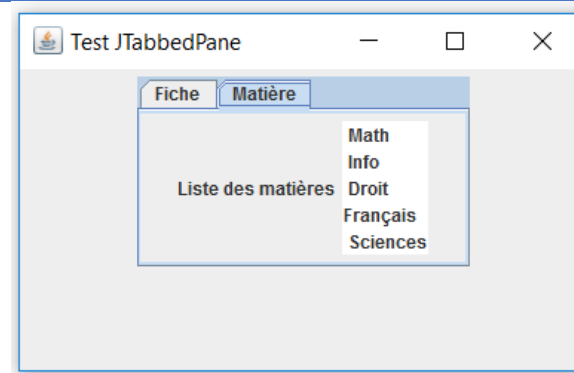 Test JTabbedPane
Fiche Matière
Math
Info
Liste des matières Droit
Français
Sciences